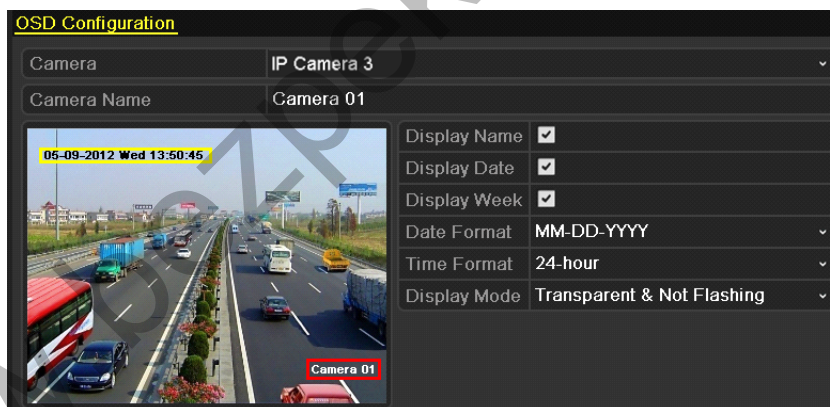 OSD Configuration
Camera IP Camera 3
Camera Name Camera 01
05-09-2012 Wed 13:50:45
Camera 01
Display Name
Display Date
Display Week
Date Format MM-DD-YYYY
Time Format 24-hour
Display Mode Transparent & Not Flashing